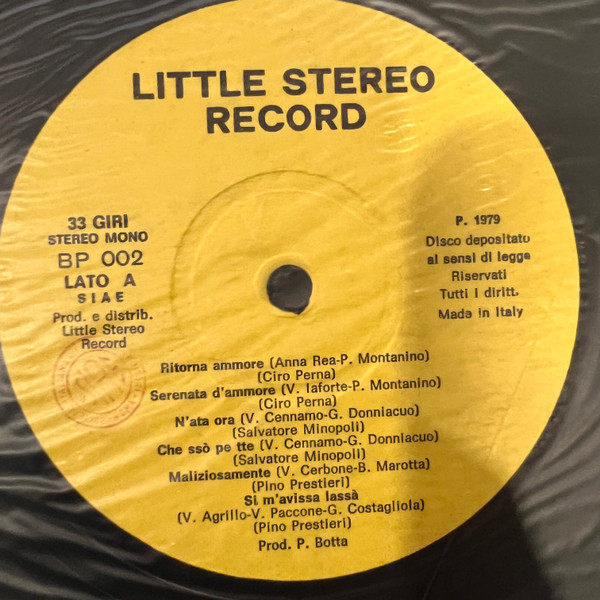 LITTLE STEREO
RECORD
33 GIRI
STEREO MONO
BP 002
LATO A
SIAE
Prod. e distrib.
Little Stereo
Record
P. 1979
Disco depositato
ai sensi di legge
Riservati
Tutti i diritt.
Made in Italy
Ritorna ammore (Anna Rea-P. Montanino)
(Ciro Perna)
Serenata d'ammore (V. Iaforte-P. Montanino)
(Ciro Perna)
N'ata ora (V. Cennamo-G. Donniacuo)
(Salvatore Minopoli)
Che ssò pe tte (V. Cennamo-G. Donniacuo)
(Salvatore Minopoli)
Maliziosamente (V. Cerbone-B. Marotta)
(Pino Prestieri)
Si m'avissa lassà
(V. Agrillo-V. Paccone-G. Costagliola)
(Pino Prestieri)
Prod. P. Botta